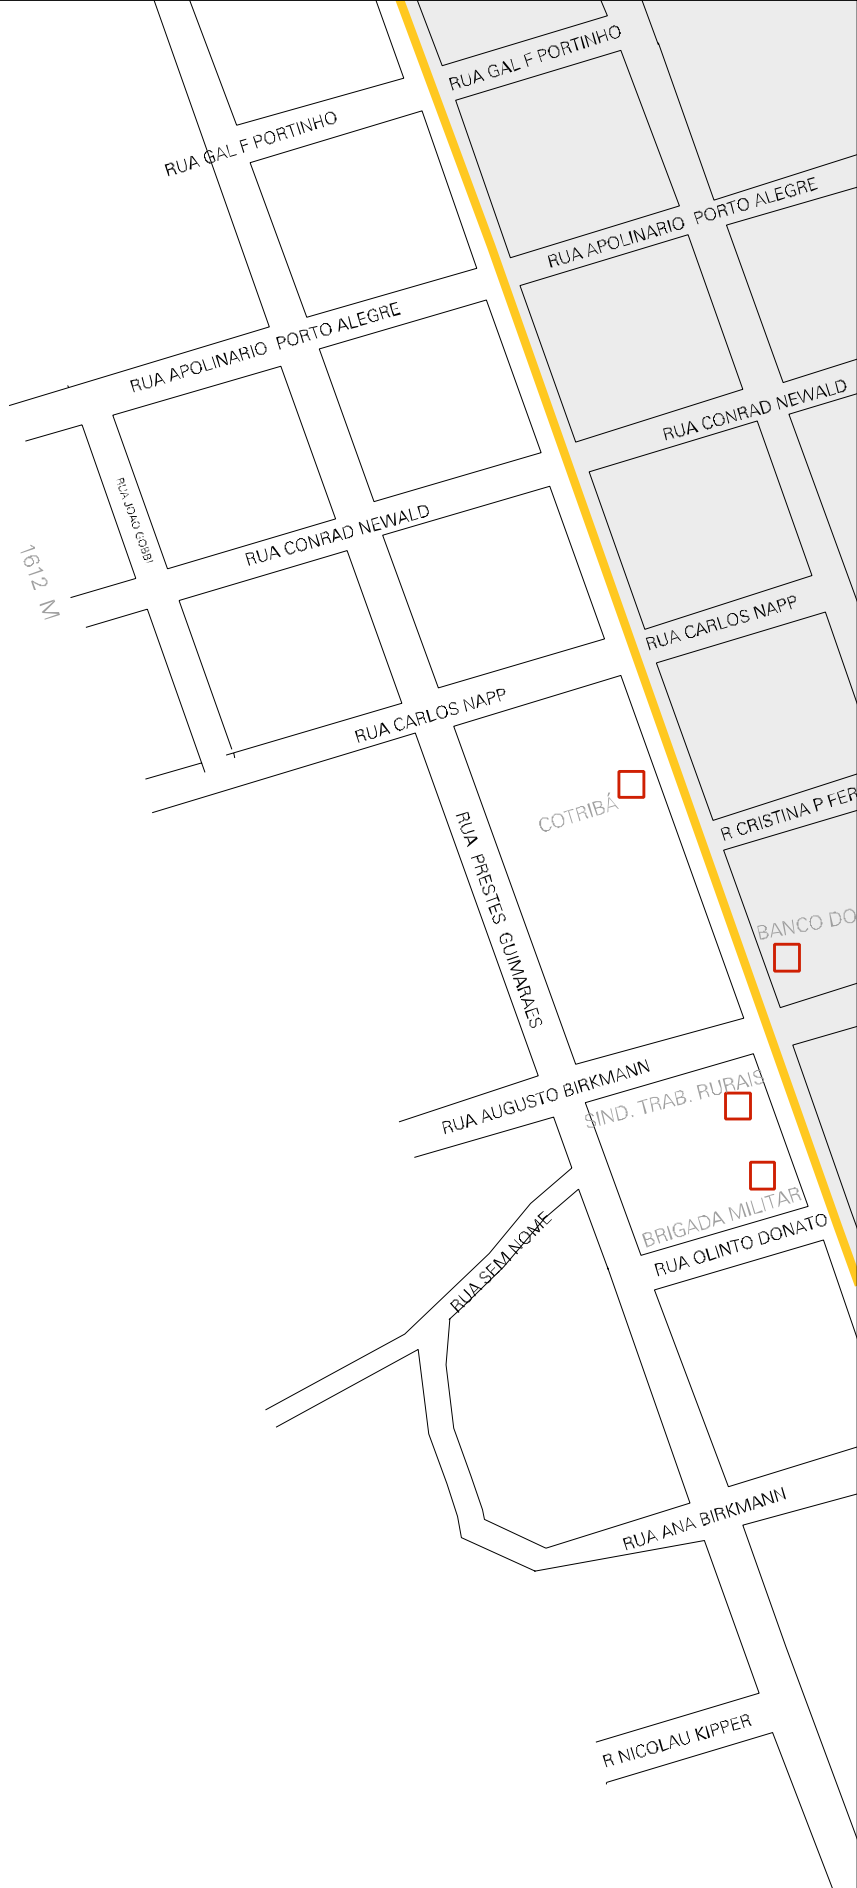 RUA GAL F PORTINHO
RUA GAL F PORTINHO
RUA APOLINARIO PORTO ALEGRE
RUA APOLINARIO PORTO ALEGRE
RUA CONRAD NEWALD
RUA JOAO GOBBI
RUA CONRAD NEWALD
1612 M
RUA CARLOS NAPP
RUA CARLOS NAPP
COTRIBÁ
R CRISTINA P FER
RUA PRESTES GUIMARAES
BANCO DO
RUA AUGUSTO BIRKMANN
SIND. TRAB. RURAIS
BRIGADA MILITAR
RUA OLINTO DONATO
RUA SEM NOME
RUA ANA BIRKMANN
R NICOLAU KIPPER